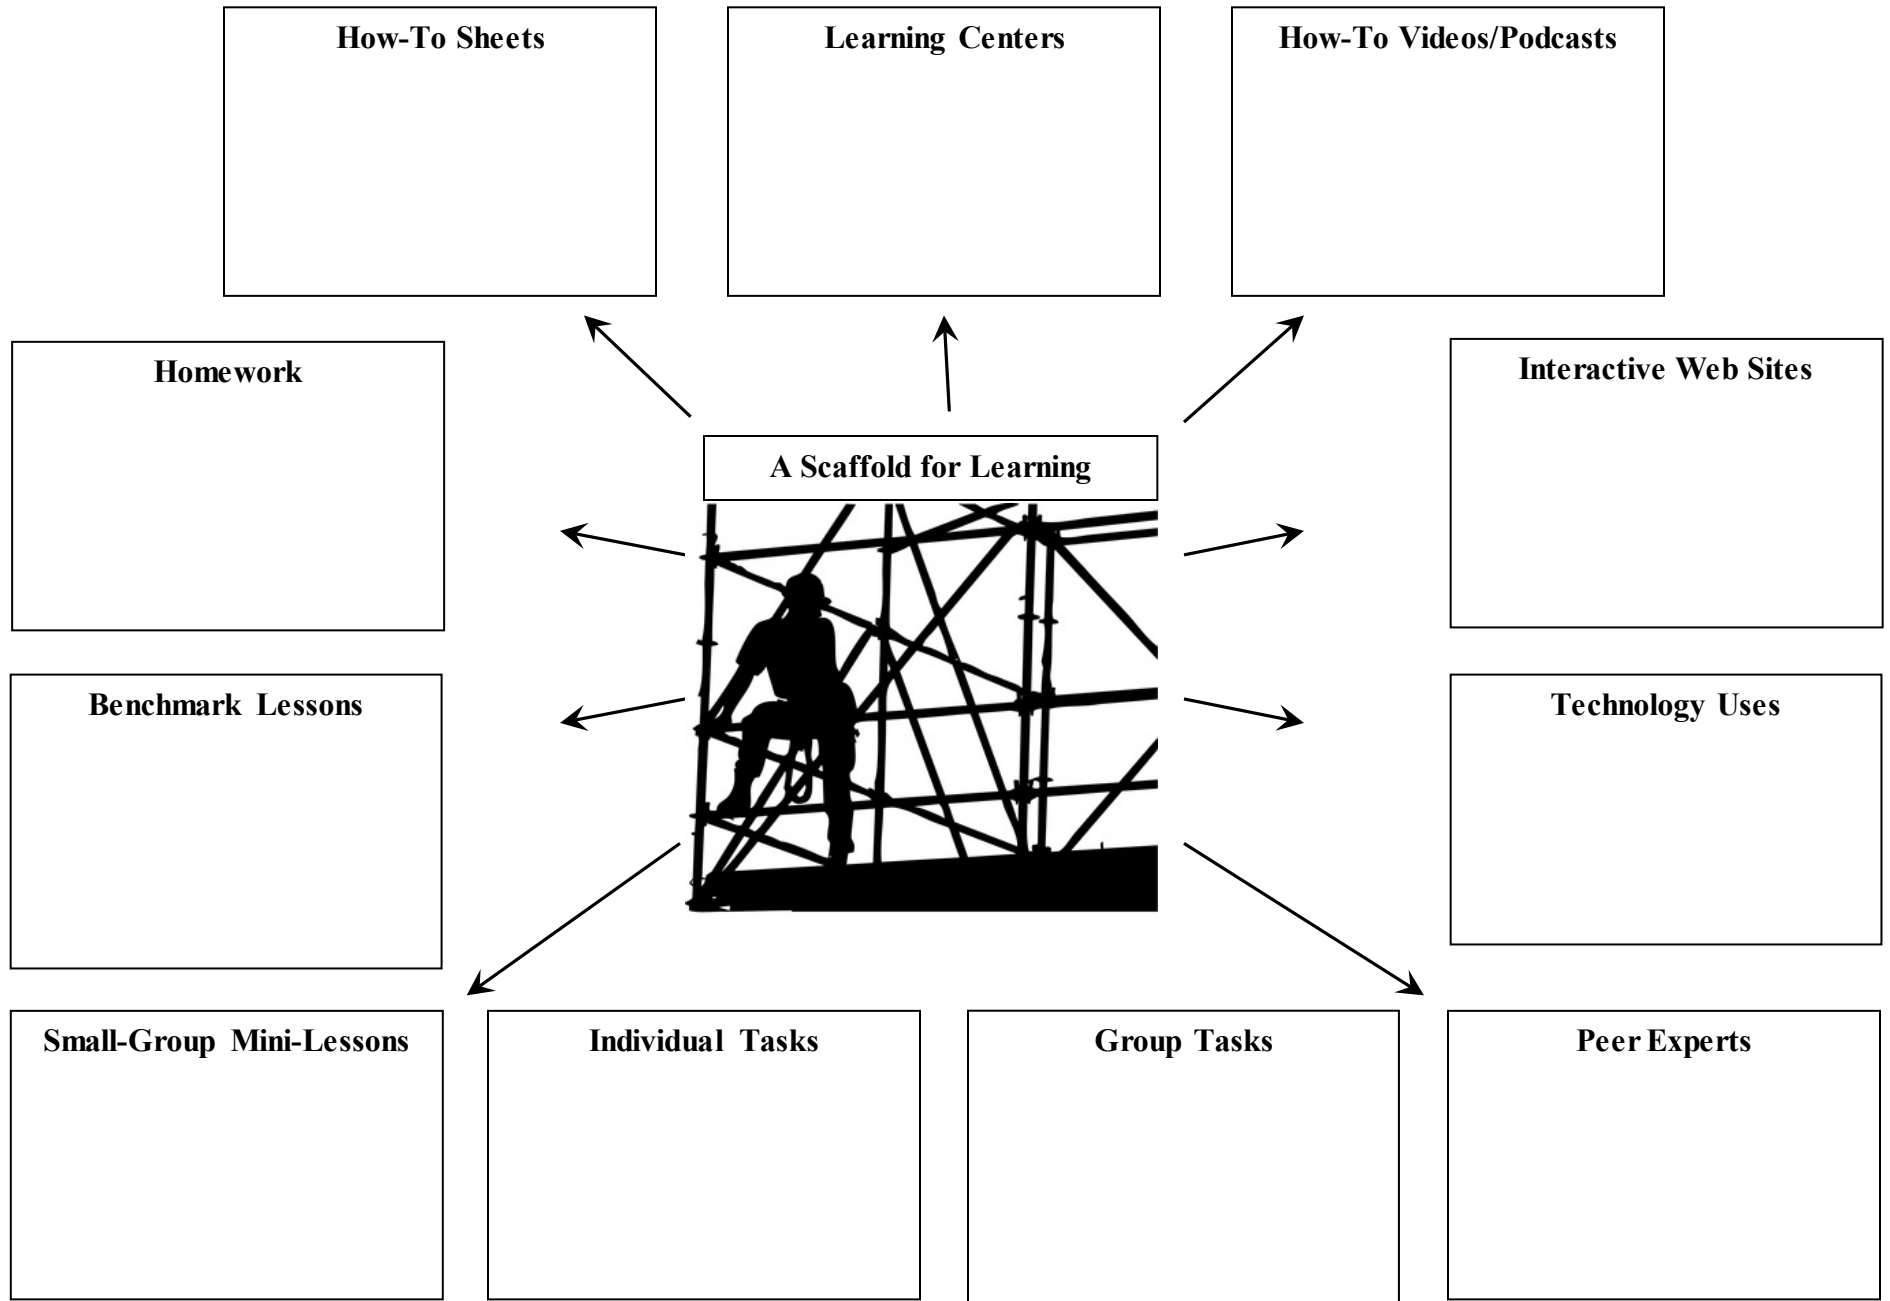 How-To Sheets
Learning Centers
How-To Videos/Podcasts
Homework
Interactive Web Sites
A Scaffold for Learning
Benchmark Lessons
Technology Uses
Small-Group Mini-Lessons
Individual Tasks
Group Tasks
Peer Experts